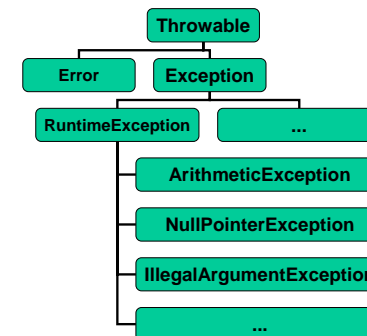 Throwable
Error Exception
RuntimeException ...
ArithmeticException
NullPointerException
IllegalArgumentException
...